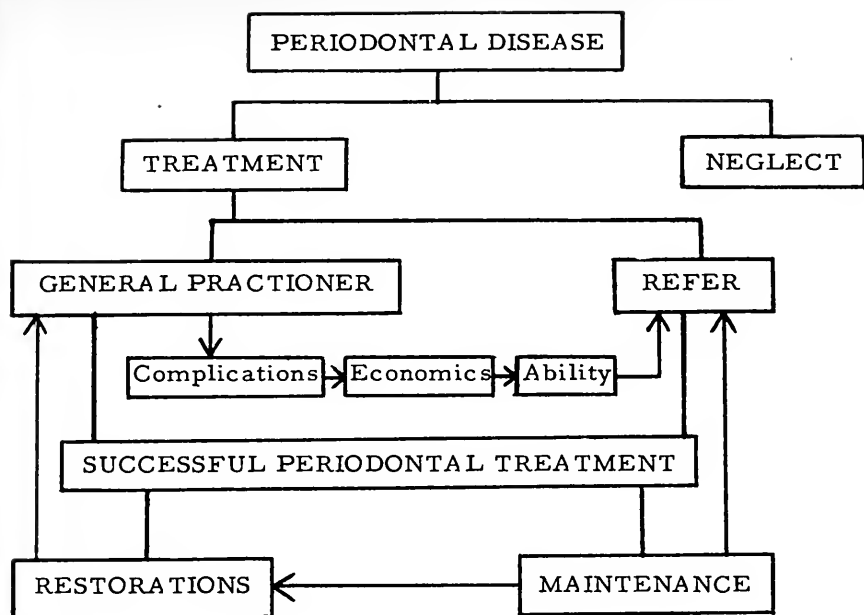 PERIODONTAL DISEASE
TREATMENT
NEGLECT
GENERAL PRACTIONER
REFER
Complications
Economics
Ability
SUCCESSFUL PERIODONTAL TREATMENT
RESTORATIONS
MAINTENANCE